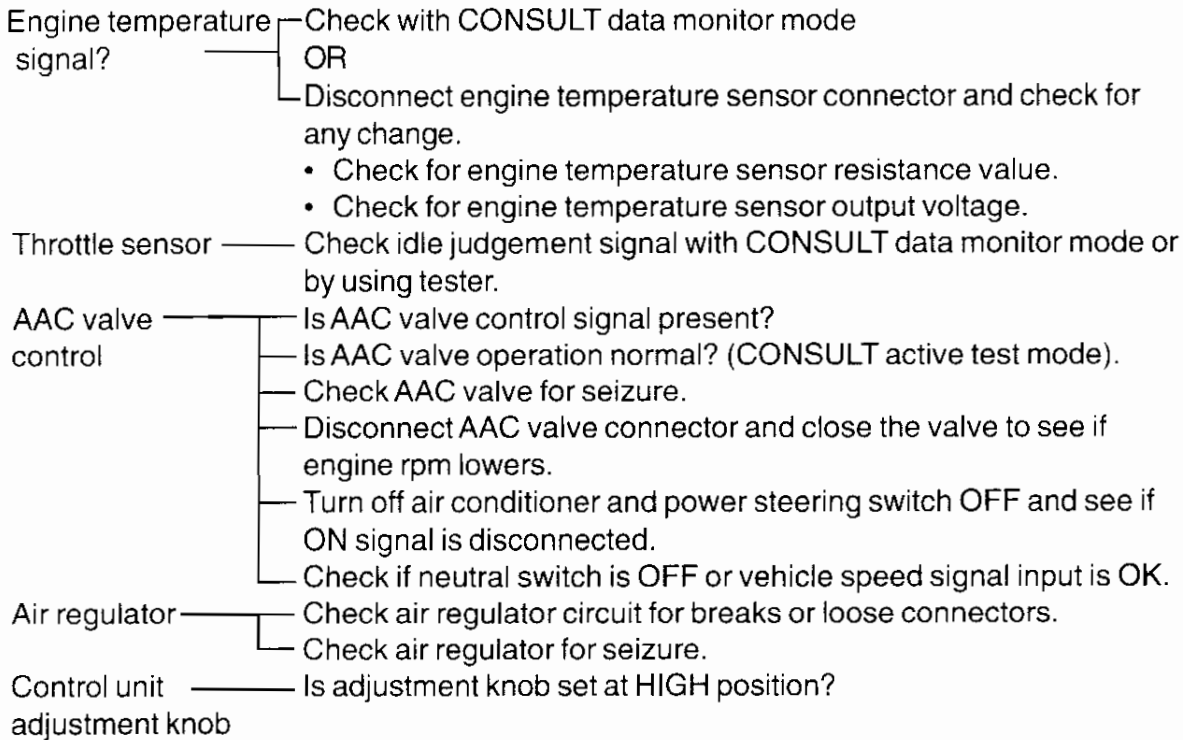 Engine temperature Check with CONSULT data monitor mode
signal? OR
Disconnect engine temperature sensor connector and check for
any change.
• Check for engine temperature sensor resistance value.
• Check for engine temperature sensor output voltage.
Throttle sensor Check idle judgement signal with CONSULT data monitor mode or
by using tester.
AAC valve Is AAC valve control signal present?
control Is AAC valve operation normal? (CONSULT active test mode).
Check AAC valve for seizure.
Disconnect AAC valve connector and close the valve to see if
engine rpm lowers.
Turn off air conditioner and power steering switch OFF and see if
ON signal is disconnected.
Check if neutral switch is OFF or vehicle speed signal input is OK.
Air regulator Check air regulator circuit for breaks or loose connectors.
Check air regulator for seizure.
Control unit Is adjustment knob set at HIGH position?
adjustment knob